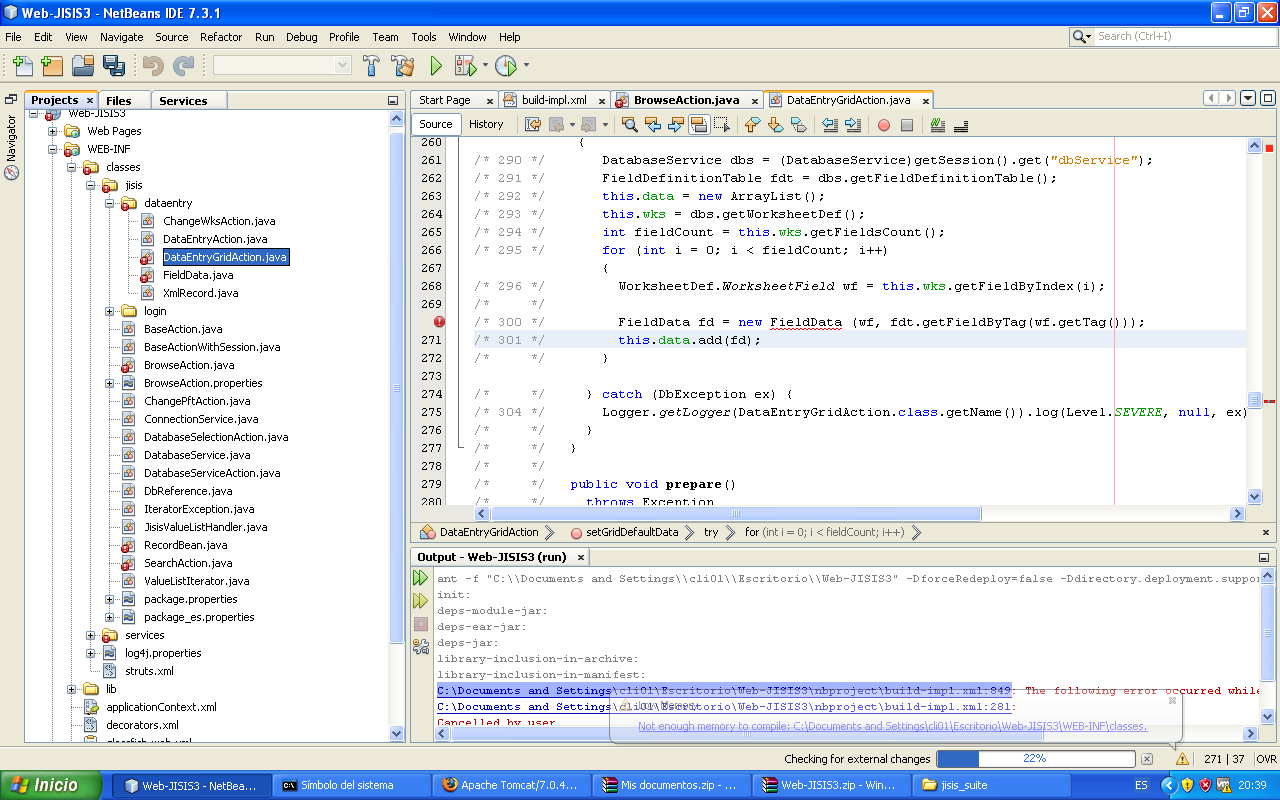 Web-JISIS3 - NetBeans IDE 7.3.1
File Edit View Navigate Source Refactor Run Debug Profile Team Tools Window Help
Search (Ctrl+I)
Projects Files Services
Navigator
Web-JISIS3
Web Pages
WEB-INF
classes
jisis
dataentry
ChangeWksAction.java
DataEntryAction.java
DataEntryGridAction.java
FieldData.java
XmlRecord.java
login
BaseAction.java
BaseActionWithSession.java
BrowseAction.java
BrowseAction.properties
ChangePftAction.java
ConnectionService.java
DatabaseSelectionAction.java
DatabaseService.java
DatabaseServiceAction.java
DbReference.java
IteratorException.java
JisisValueListHandler.java
RecordBean.java
SearchAction.java
ValueListIterator.java
package.properties
package_es.properties
services
log4j.properties
struts.xml
lib
applicationContext.xml
decorators.xml
Start Page build-impl.xml BrowseAction.java DataEntryGridAction.java
Source History
260 {
261 /* 290 */ DatabaseService dbs = (DatabaseService)getSession().get("dbService");
262 /* 291 */ FieldDefinitionTable fdt = dbs.getFieldDefinitionTable();
263 /* 292 */ this.data = new ArrayList();
264 /* 293 */ this.wks = dbs.getWorksheetDef();
265 /* 294 */ int fieldCount = this.wks.getFieldsCount();
266 /* 295 */ for (int i = 0; i < fieldCount; i++)
267 {
268 /* 296 */ WorksheetDef.WorksheetField wf = this.wks.getFieldByIndex(i);
269 /* */
/* 300 */ FieldData fd = new FieldData (wf, fdt.getFieldByTag(wf.getTag()));
271 /* 301 */ this.data.add(fd);
272 /* */ }
273
274 /* */ } catch (DbException ex) {
275 /* 304 */ Logger.getLogger(DataEntryGridAction.class.getName()).log(Level.SEVERE, null, ex)
276 /* */ }
277 /* */ }
278 /* */
279 /* */ public void prepare()
280 /* */ throws Exception
DataEntryGridAction setGridDefaultData try for (int i = 0; i < fieldCount; i++)
Output - Web-JISIS3 (run)
ant -f "C:\\Documents and Settings\\cli01\\Escritorio\\Web-JISIS3" -DforceRedeploy=false -Ddirectory.deployment.suppo
init:
deps-module-jar:
deps-ear-jar:
deps-jar:
library-inclusion-in-archive:
library-inclusion-in-manifest:
C:\Documents and Settings\cli01\Escritorio\Web-JISIS3\nbproject\build-impl.xml:849: The following error occurred while
C:\Documents and Settings\cli01\Escritorio\Web-JISIS3\nbproject\build-impl.xml:281:
Cancelled by user.
Low Memory
Not enough memory to compile: C:\Documents and Settings\cli01\Escritorio\Web-JISIS3\WEB-INF\classes.
Checking for external changes 22% 271 | 37 OVR
Inicio Web-JISIS3 - NetBea... Símbolo del sistema Apache Tomcat/7.0.4... Mis documentos.zip - ... Web-JISIS3.zip - Win... jisis_suite ES 20:39